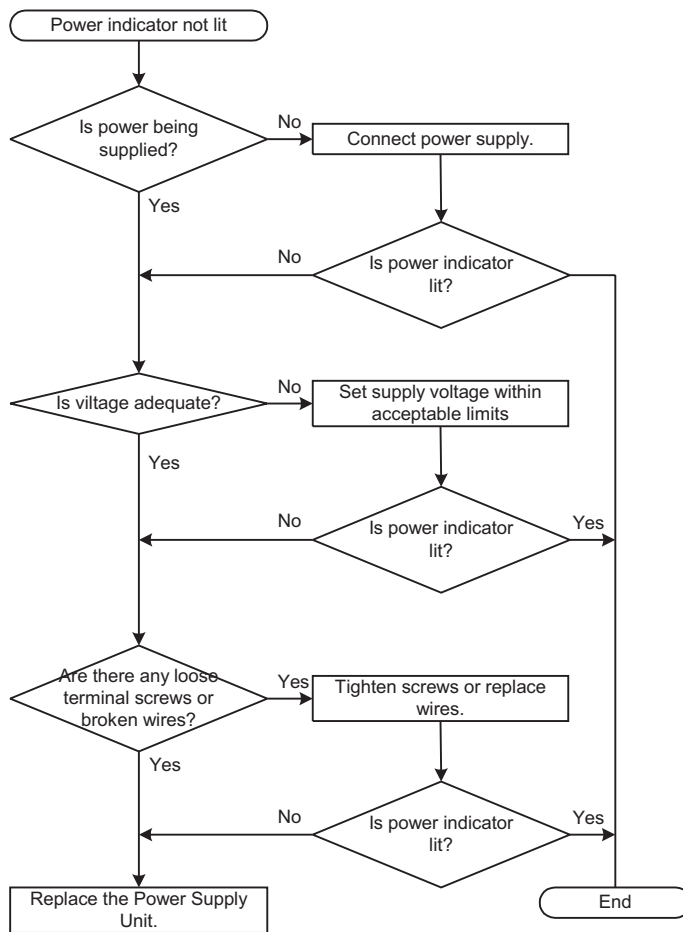 Power indicator not lit
Is power being
supplied?
No
Connect power supply.
Yes
No
Is power indicator
lit?
Is viltage adequate?
No
Set supply voltage within
acceptable limits
Yes
No
Is power indicator
lit?
Yes
Are there any loose
terminal screws or
broken wires?
Yes
Tighten screws or replace
wires.
Yes
No
Is power indicator
lit?
Yes
Replace the Power Supply
Unit.
End